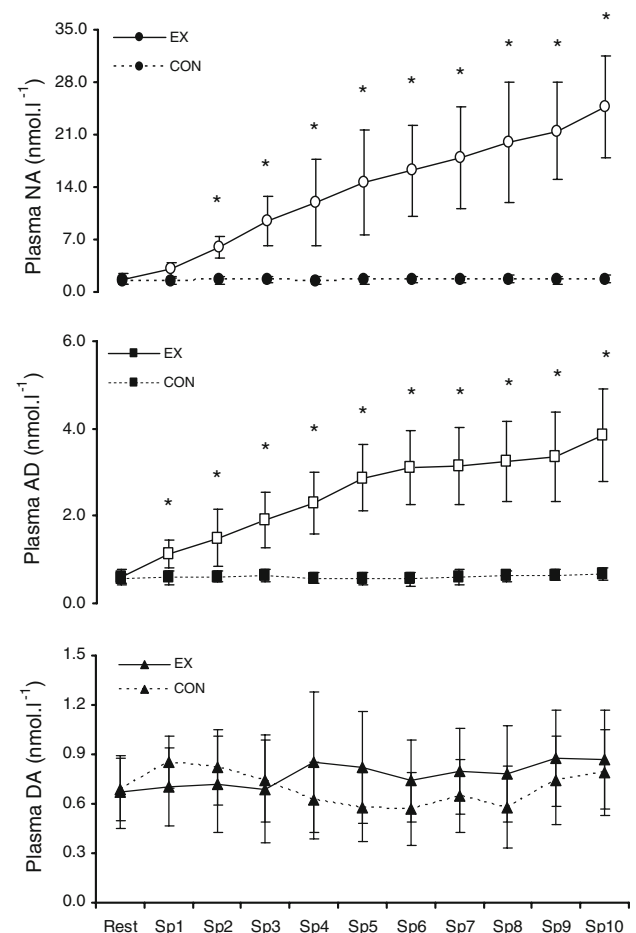 35.0
28.0
21.0
14.0
7.0
0.0
Plasma NA (nmol.l⁻¹)
EX
CON
* * * * * * * * *
6.0
4.0
2.0
0.0
Plasma AD (nmol.l⁻¹)
EX
CON
* * * * * * * * * *
1.5
1.2
0.9
0.6
0.3
0.0
Plasma DA (nmol.l⁻¹)
EX
CON
Rest Sp1 Sp2 Sp3 Sp4 Sp5 Sp6 Sp7 Sp8 Sp9 Sp10